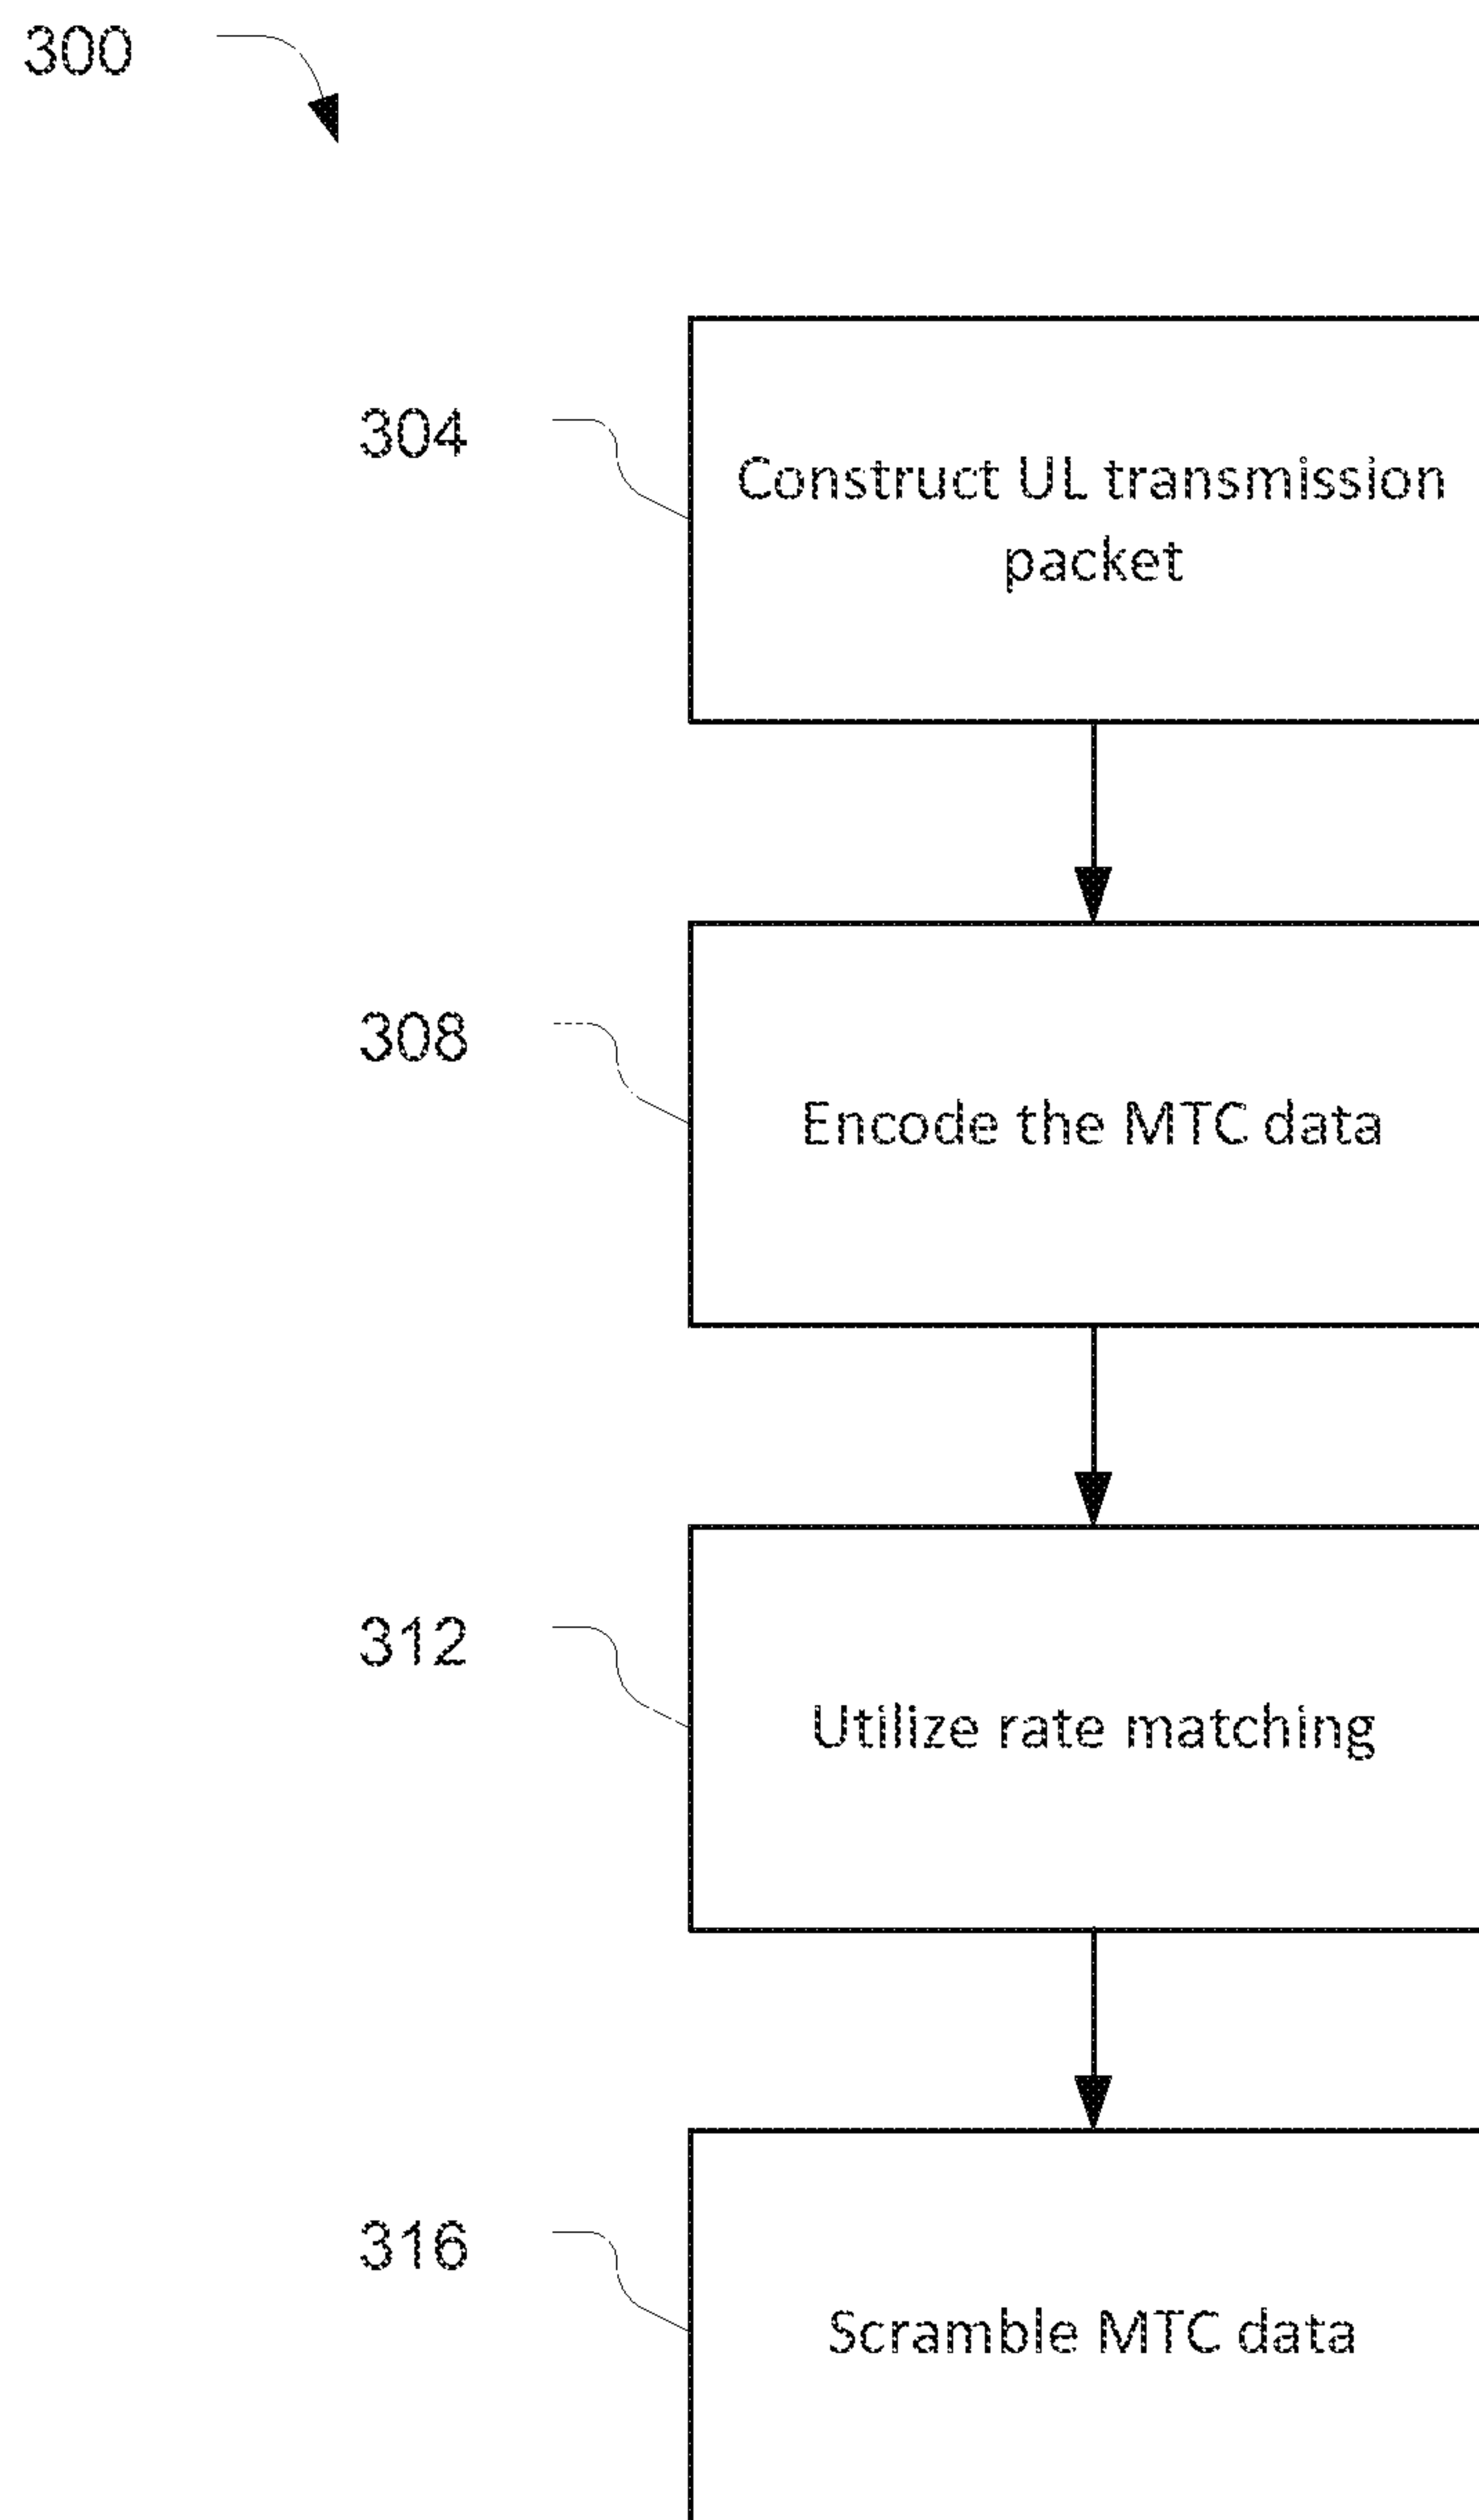 300
304
Construct UL transmission
packet
308
Encode the MTC data
312
Utilize rate matching
316
Scramble MTC data